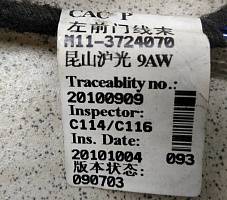 CAC P
左前门线束
M11-3724070
昆山沪光 9AW
Traceablity no.:
20100909
Inspector:
C114/C116
Ins. Date:
20101004 093
版本状态:
090703